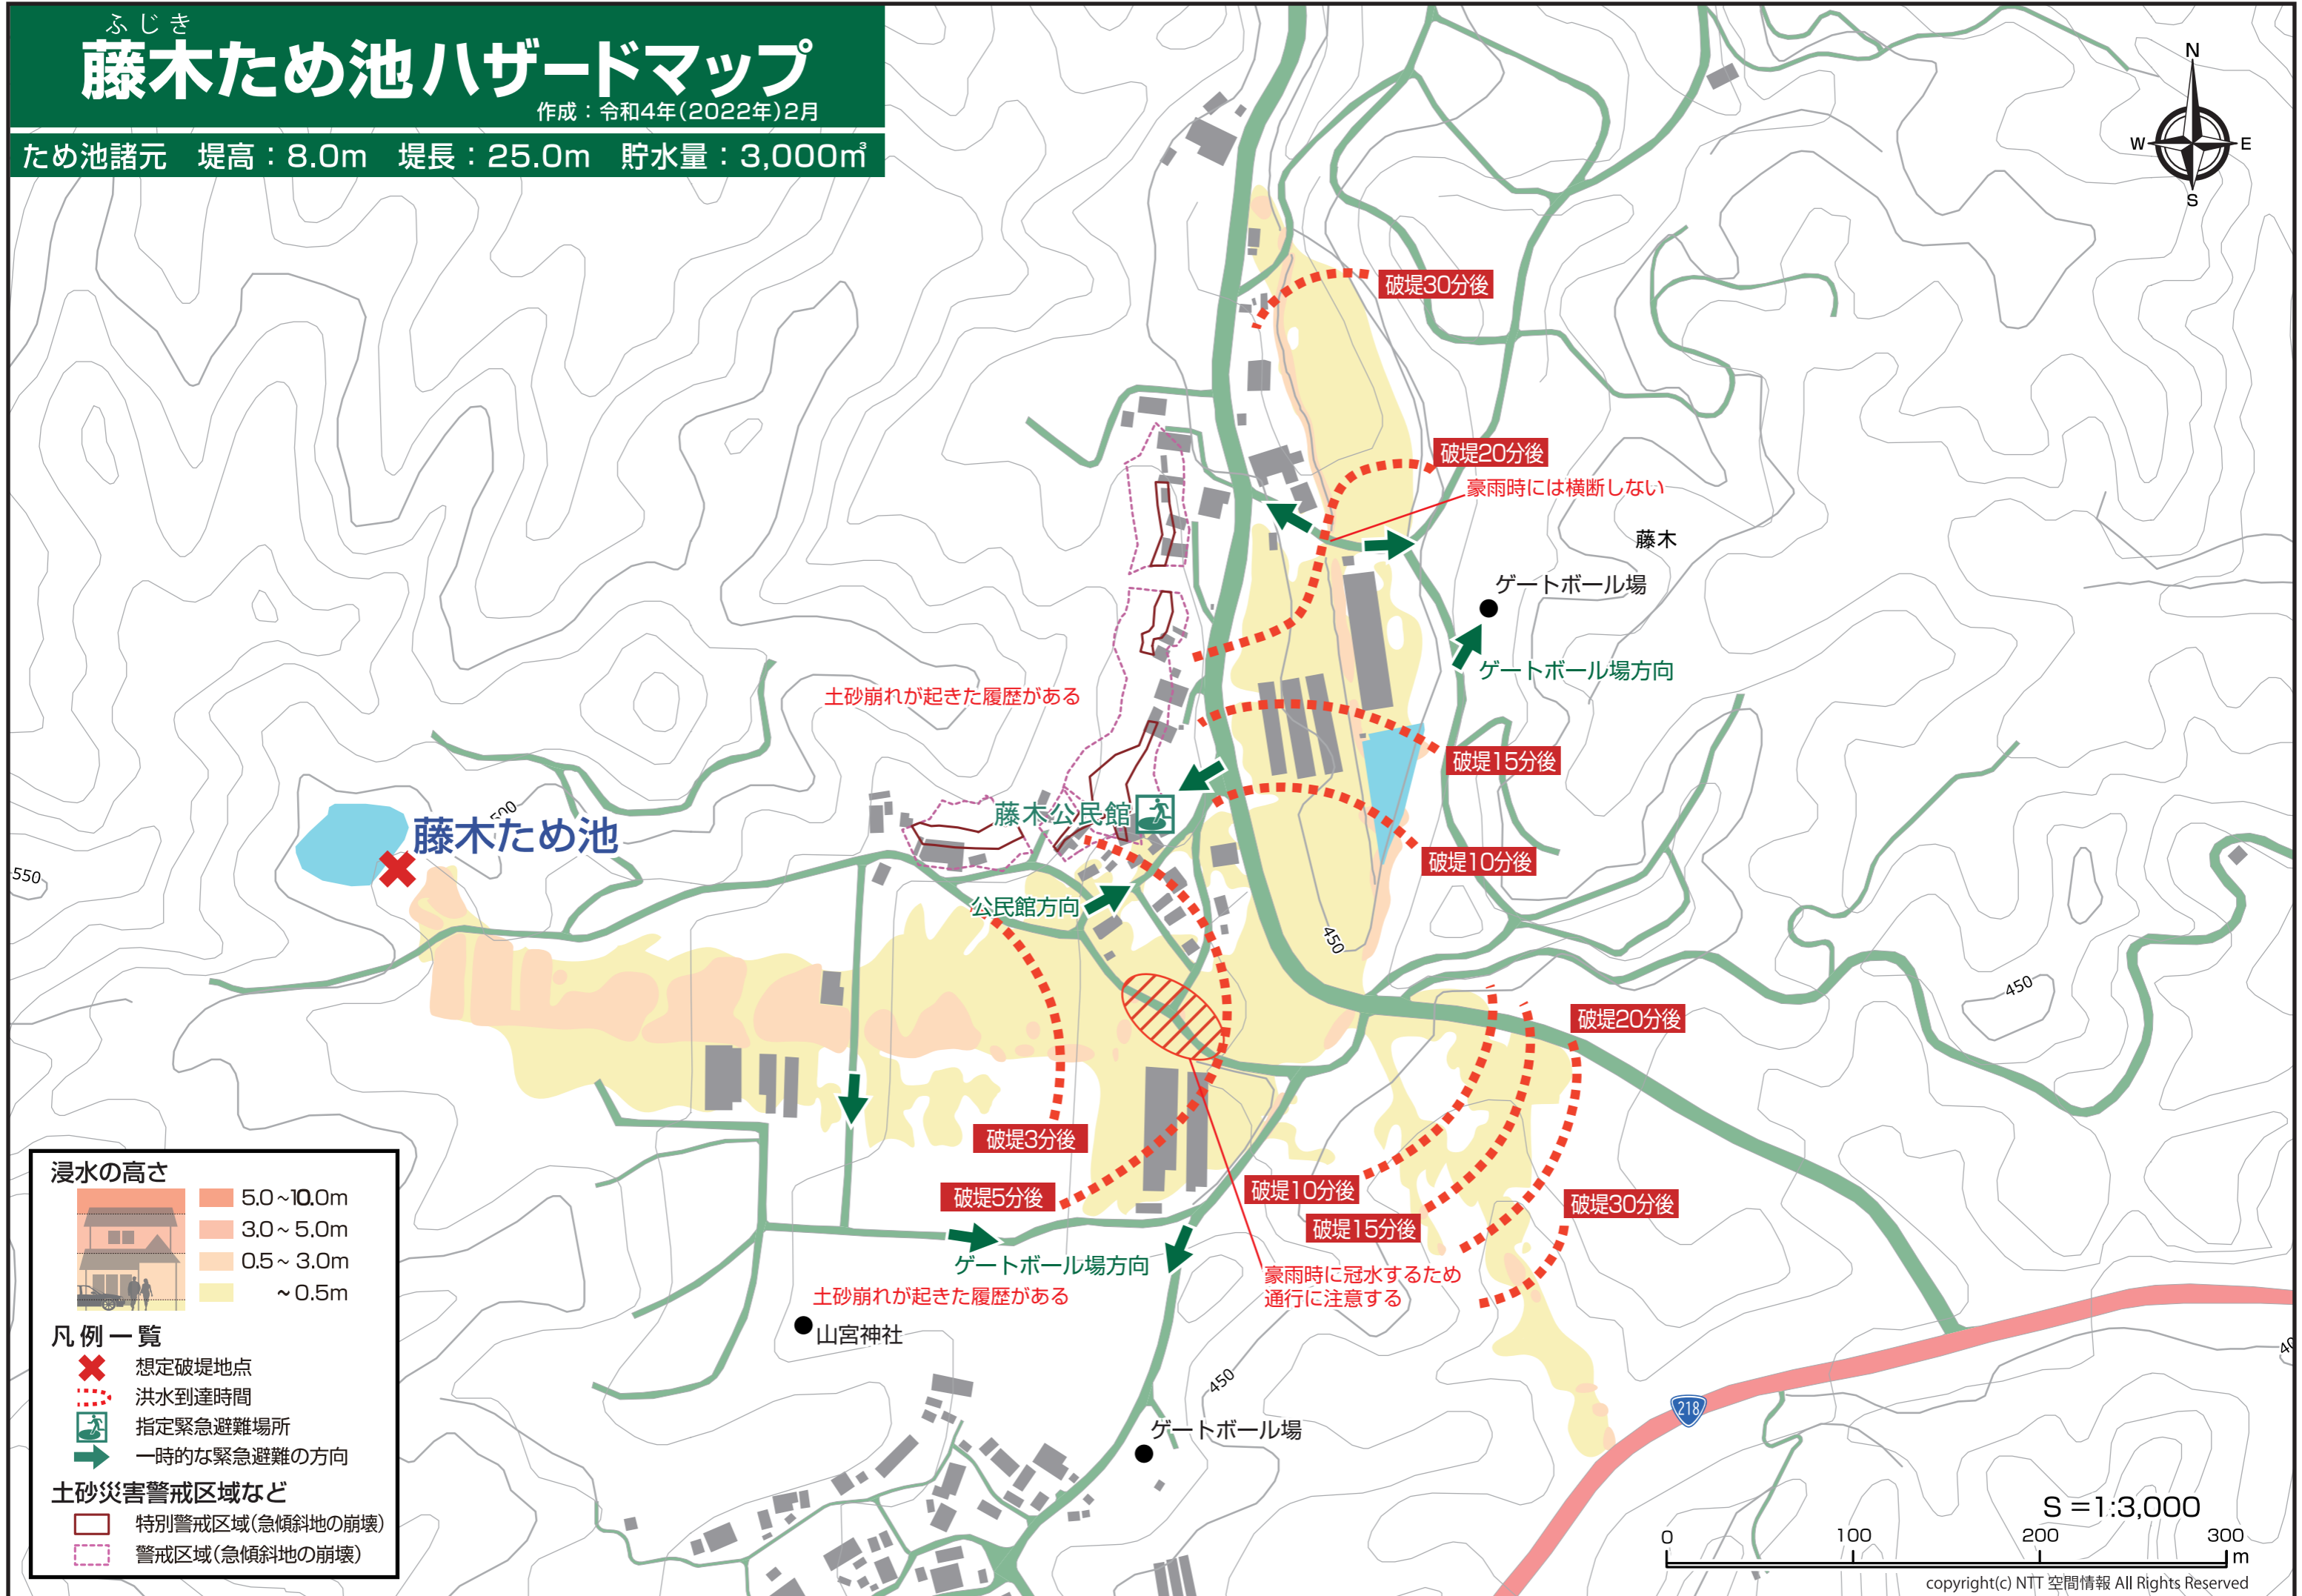 ふじき
藤木ため池ハザードマップ
作成：令和4年(2022年)2月
ため池諸元　堤高：8.0m　堤長：25.0m　貯水量：3,000㎥
N
W
E
S
破堤30分後
破堤20分後
豪雨時には横断しない
藤木
ゲートボール場
ゲートボール場方向
土砂崩れが起きた履歴がある
破堤15分後
藤木公民館
500
藤木ため池
破堤10分後
550
公民館方向
450
450
破堤20分後
破堤3分後
破堤5分後
破堤10分後
破堤15分後
破堤30分後
ゲートボール場方向
豪雨時に冠水するため
通行に注意する
土砂崩れが起きた履歴がある
山宮神社
450
40
218
ゲートボール場
浸水の高さ
5.0～10.0m
3.0～5.0m
0.5～3.0m
～0.5m
凡例一覧
想定破堤地点
洪水到達時間
指定緊急避難場所
一時的な緊急避難の方向
土砂災害警戒区域など
特別警戒区域(急傾斜地の崩壊)
警戒区域(急傾斜地の崩壊)
S＝1:3,000
0 100 200 300
m
copyright(c) NTT 空間情報 All Rights Reserved